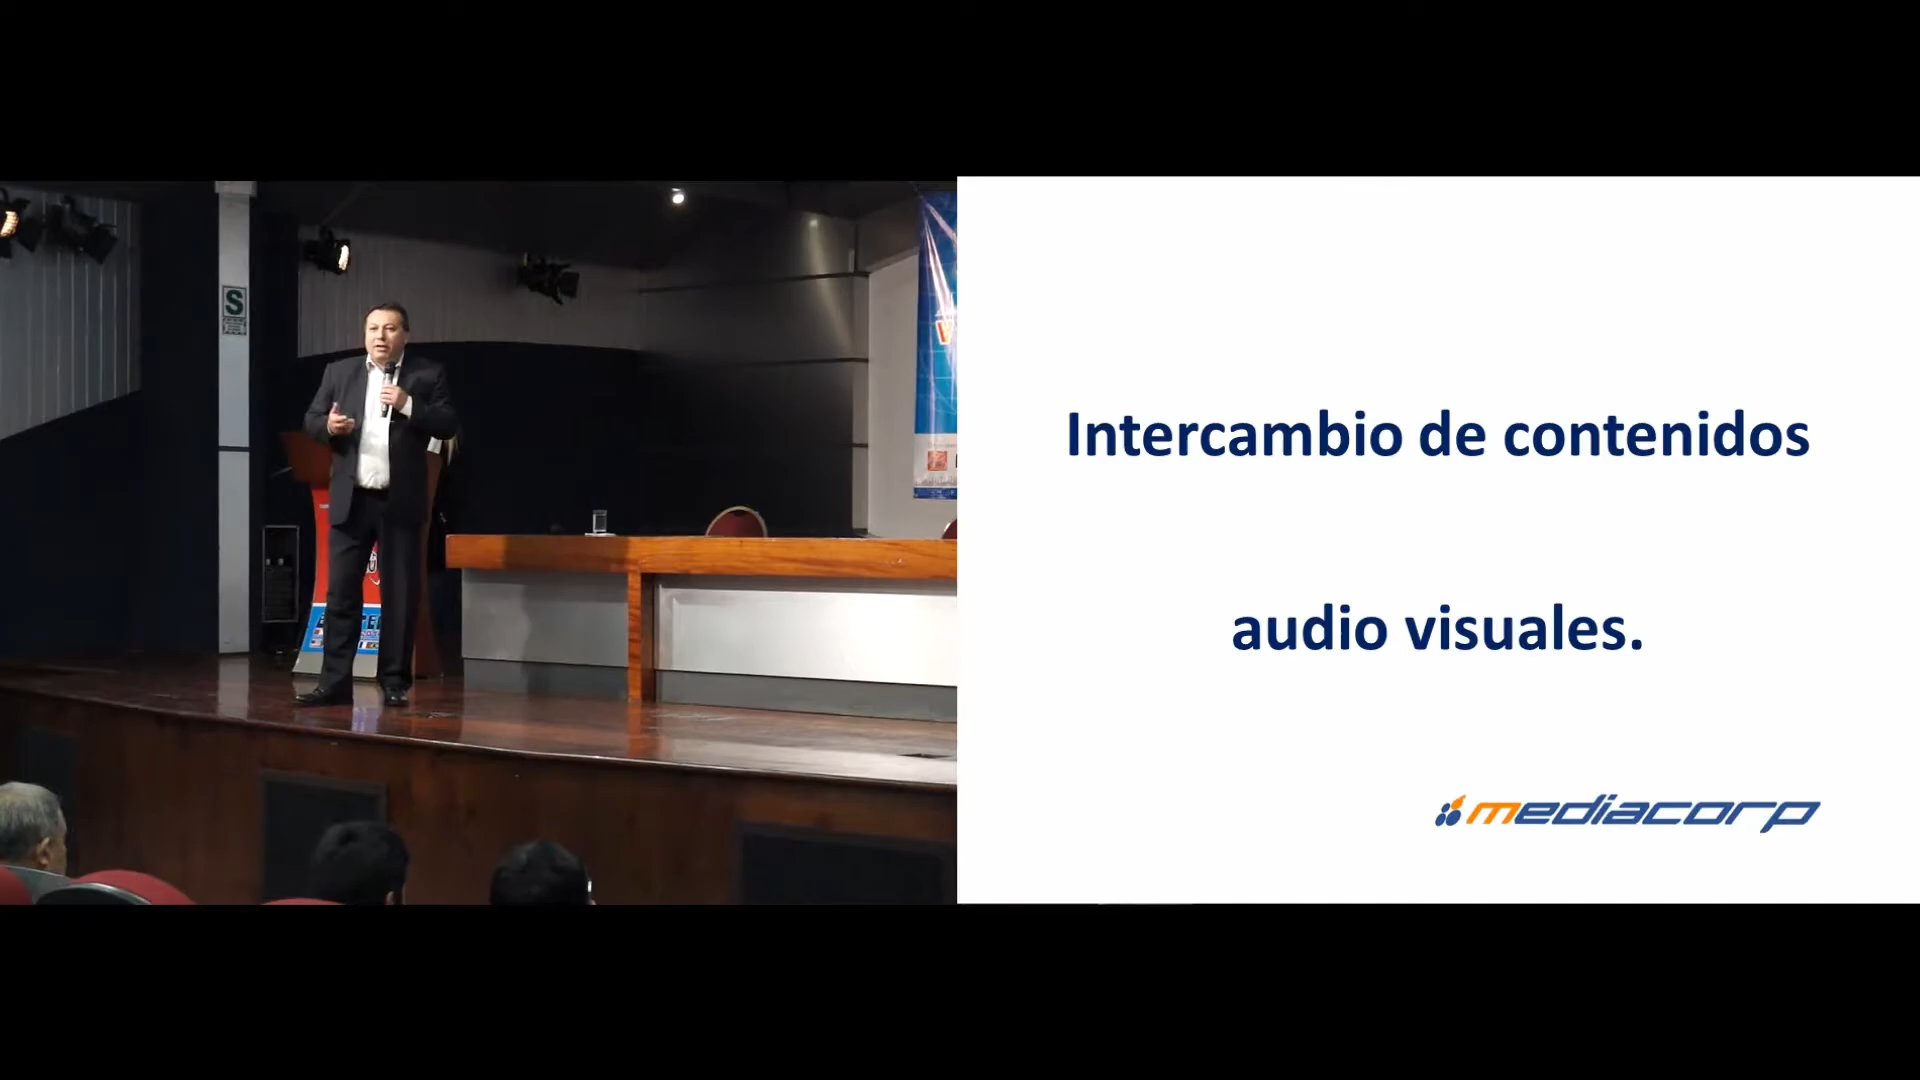 S
Intercambio de contenidos
audio visuales.
mediacorp